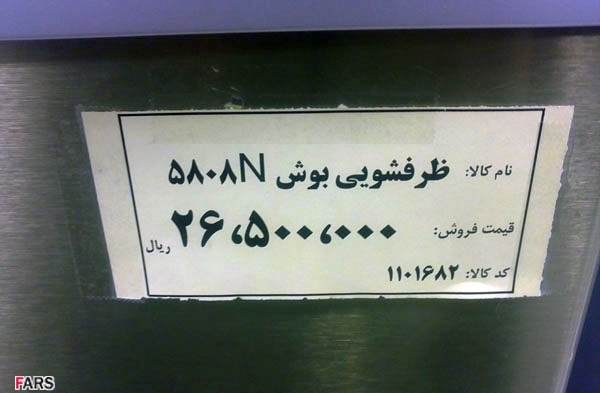 نام کالا: ظرفشویی بوش ۵۸۰۸N
قیمت فروش: ۲۶،۵۰۰،۰۰۰ ریال
کد کالا: ۱۱۰۱۶۸۲
FARS